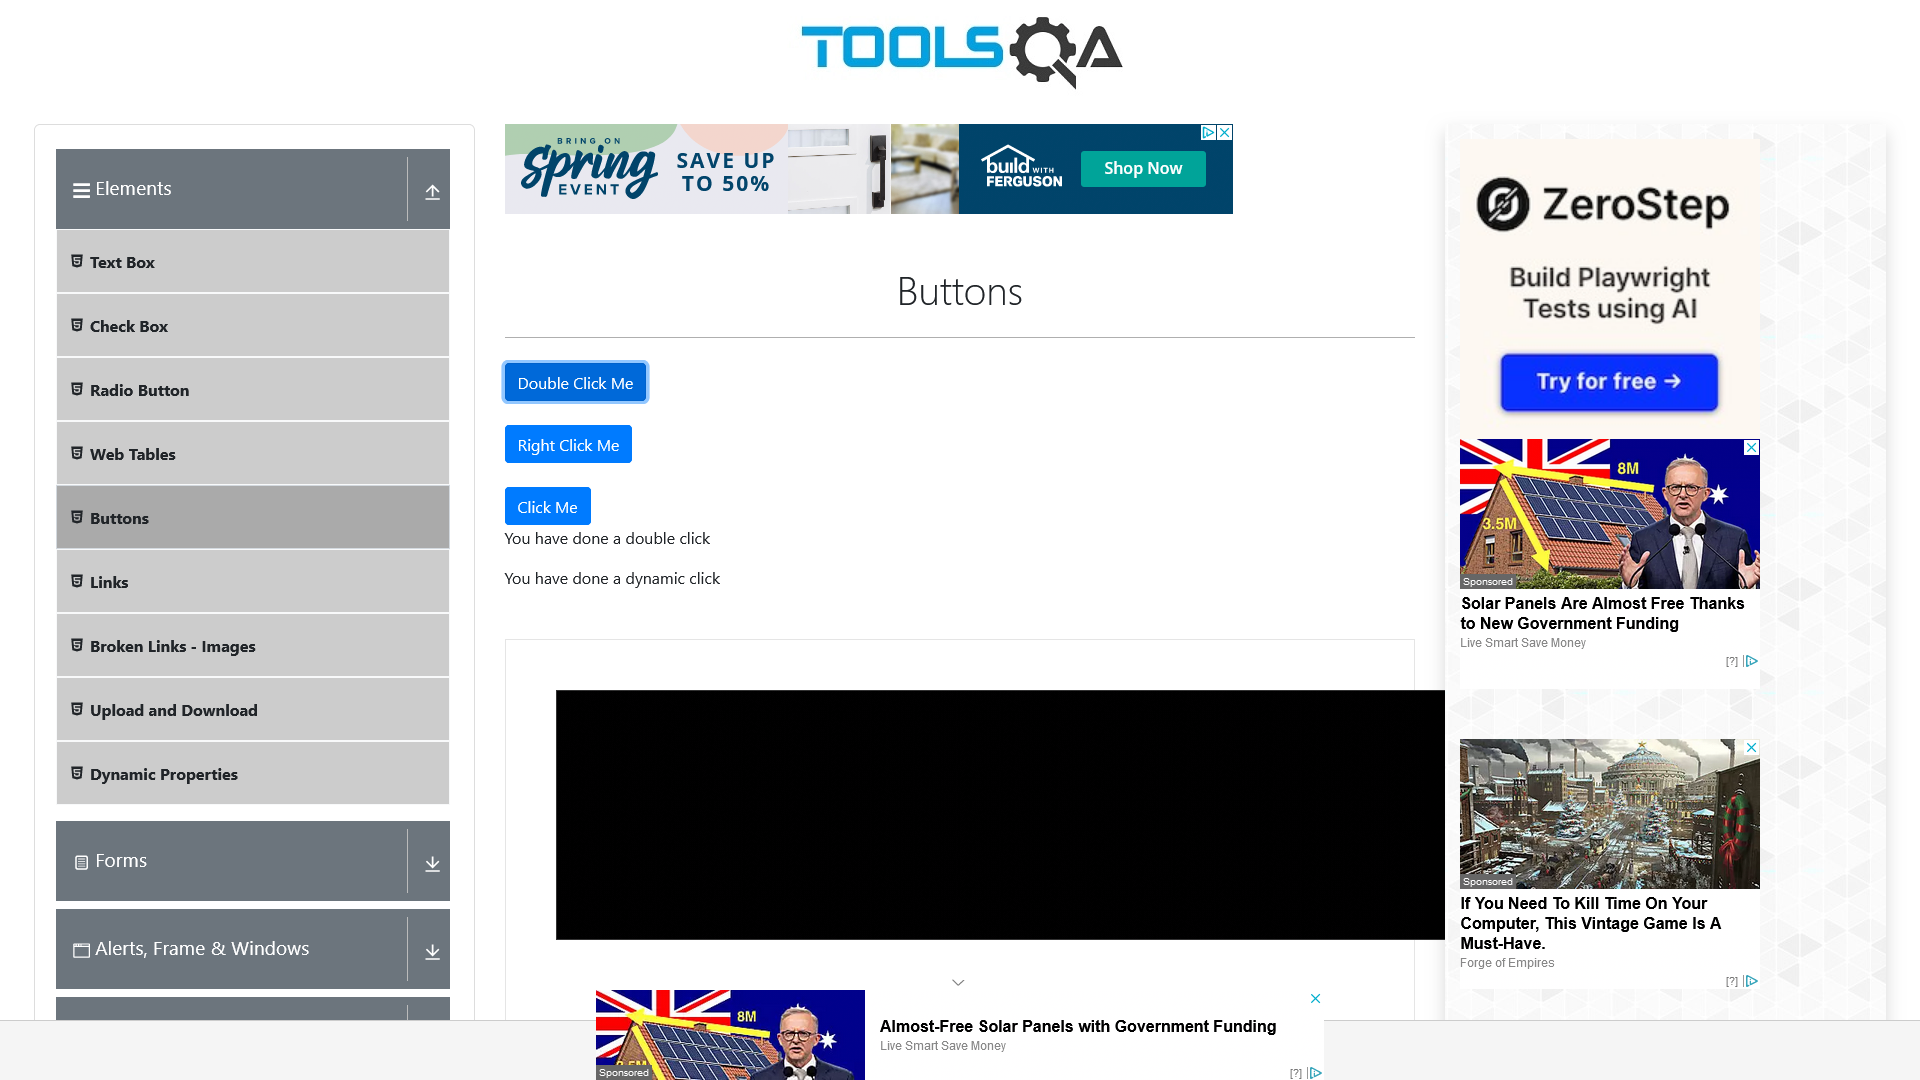 TOOLSQA
BRING ON
Spring
EVENT
SAVE UP
TO 50%
build WITH
FERGUSON
Shop Now
Elements
Text Box
Check Box
Radio Button
Web Tables
Buttons
Links
Broken Links - Images
Upload and Download
Dynamic Properties
Forms
Alerts, Frame & Windows
Buttons
Double Click Me
Right Click Me
Click Me
You have done a double click
You have done a dynamic click
ZeroStep
Build Playwright
Tests using AI
Try for free →
8M
3.5M
Sponsored
Solar Panels Are Almost Free Thanks
to New Government Funding
Live Smart Save Money
[?]
Sponsored
If You Need To Kill Time On Your
Computer, This Vintage Game Is A
Must-Have.
Forge of Empires
[?]
8M
3.5M
Sponsored
Almost-Free Solar Panels with Government Funding
Live Smart Save Money
[?]